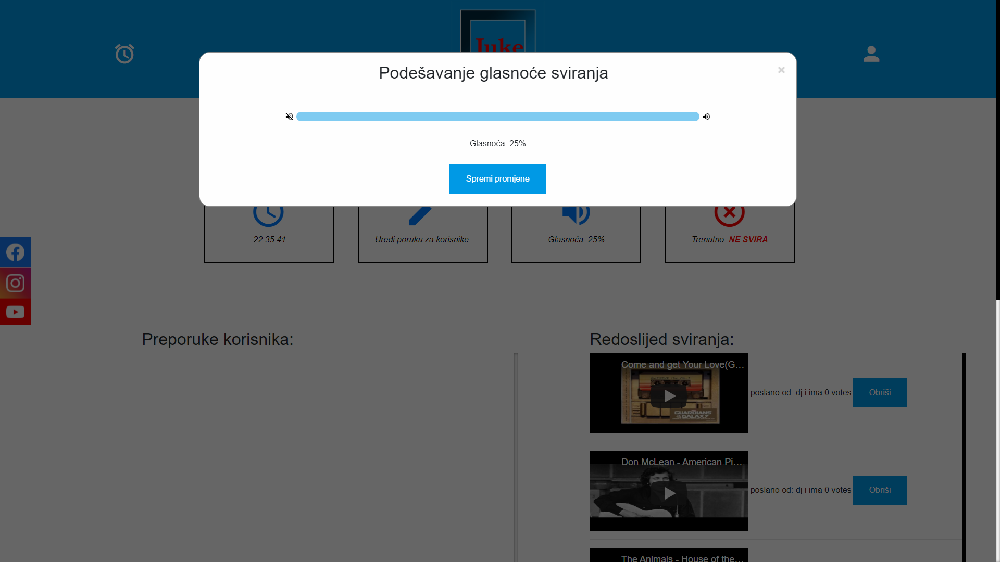 Juke
Podešavanje glasnoće sviranja
×
Glasnoća: 25%
Spremi promjene
22:35:41
Uredi poruku za korisnike.
Glasnoća: 25%
Trenutno: NE SVIRA
Preporuke korisnika:
Redoslijed sviranja:
Come and get Your Love(G...
GUARDIANS
OF THE
GALAXY
poslano od: dj i ima 0 votes
Obriši
Don McLean - American Pi...
poslano od: dj i ima 0 votes
Obriši
The Animals - House of the...